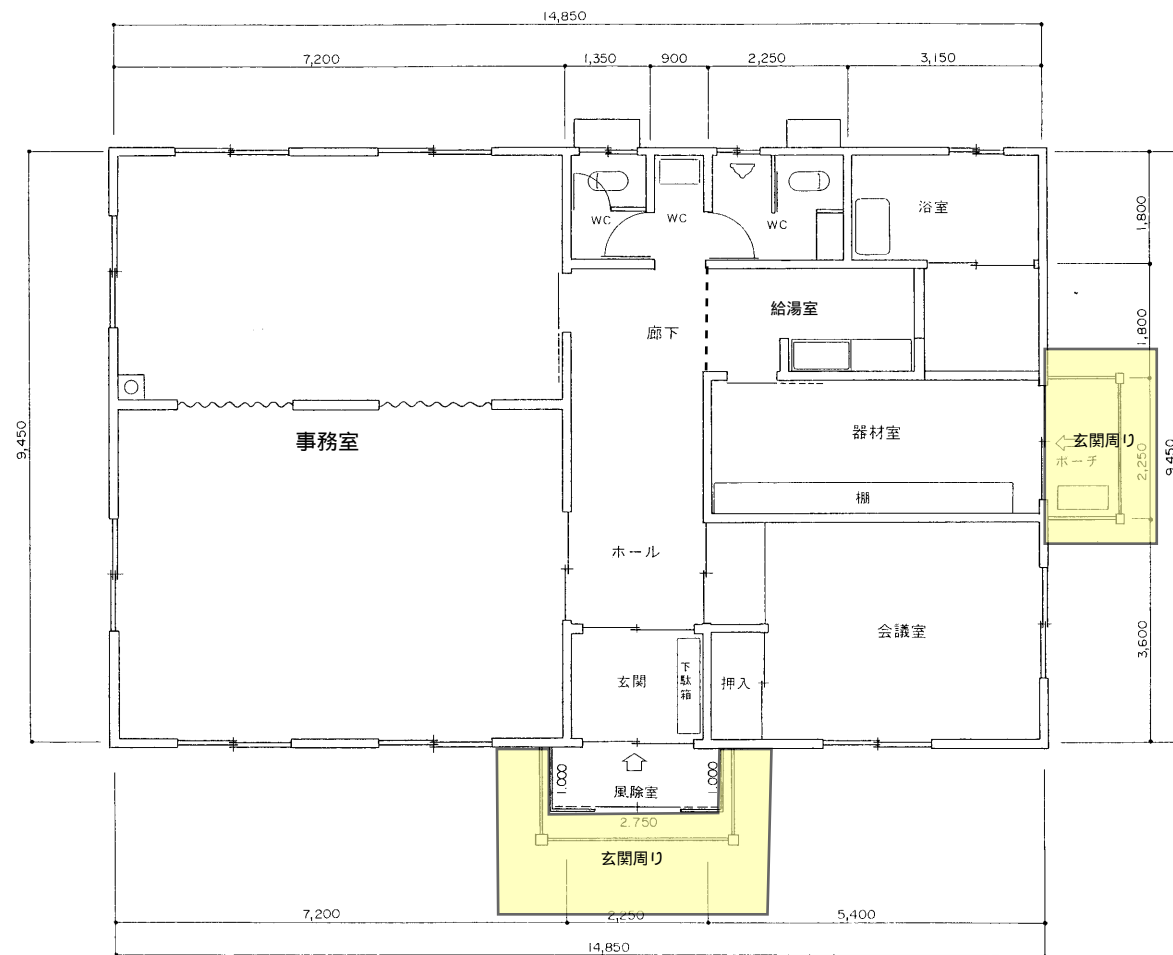 14,850
7,200
1,350
900
2,250
3,150
WC
WC
WC
浴室
1,800
給湯室
廊下
1,800
9,450
事務室
器材室
玄関周り
ポーチ
2,250
9,450
棚
ホール
会議室
3,600
玄関
下駄箱
押入
1.000
風除室
1.000
2.750
玄関周り
7,200
2,250
5,400
14,850